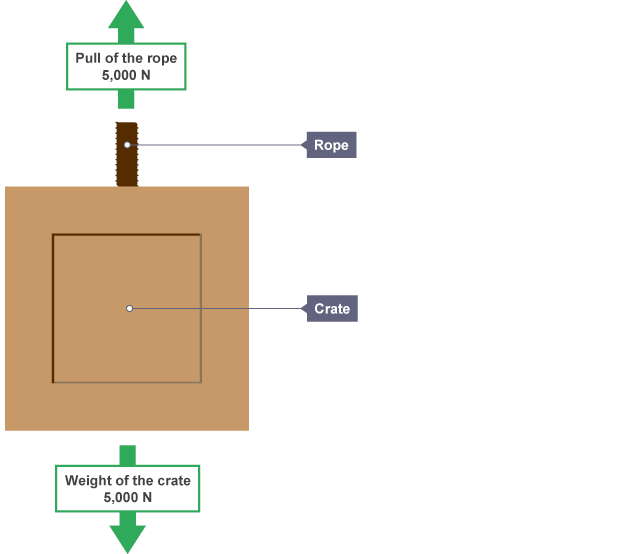 Pull of the rope
5,000 N
Rope
Crate
Weight of the crate
5,000 N